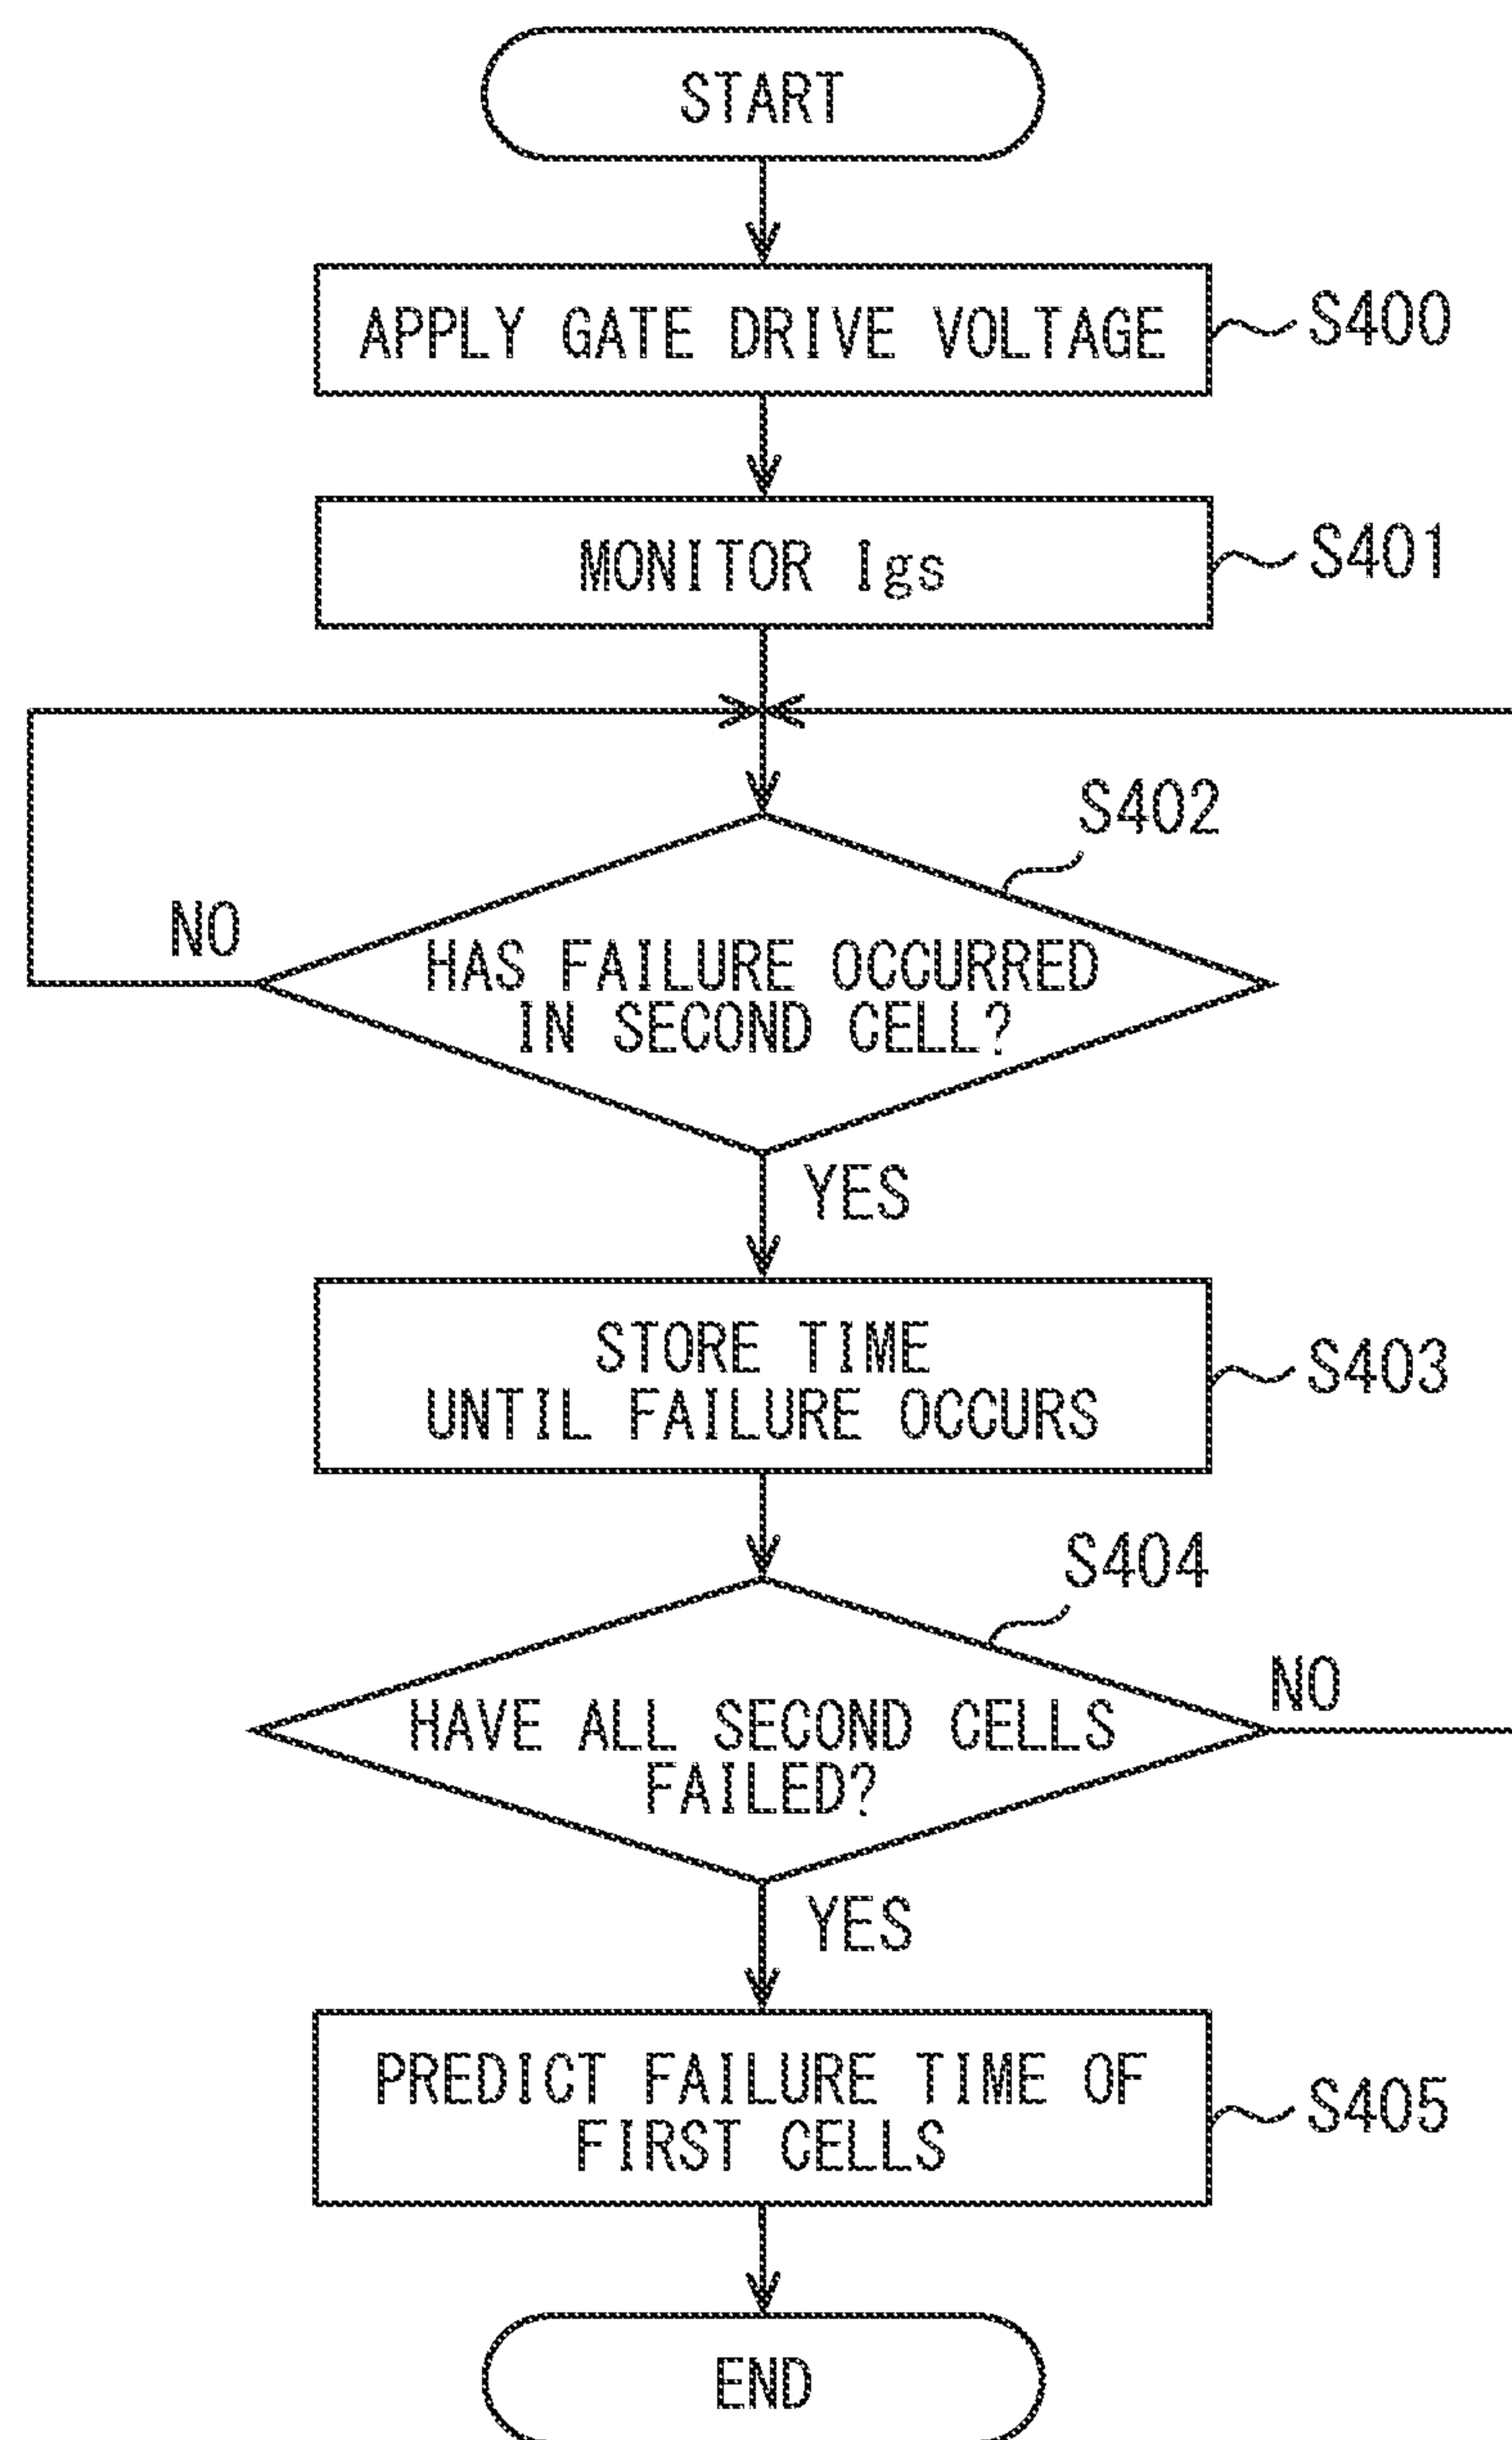 START
APPLY GATE DRIVE VOLTAGE
S400
MONITOR Igs
S401
S402
NO
HAS FAILURE OCCURRED
IN SECOND CELL?
YES
STORE TIME
UNTIL FAILURE OCCURS
S403
S404
NO
HAVE ALL SECOND CELLS
FAILED?
YES
PREDICT FAILURE TIME OF
FIRST CELLS
S405
END